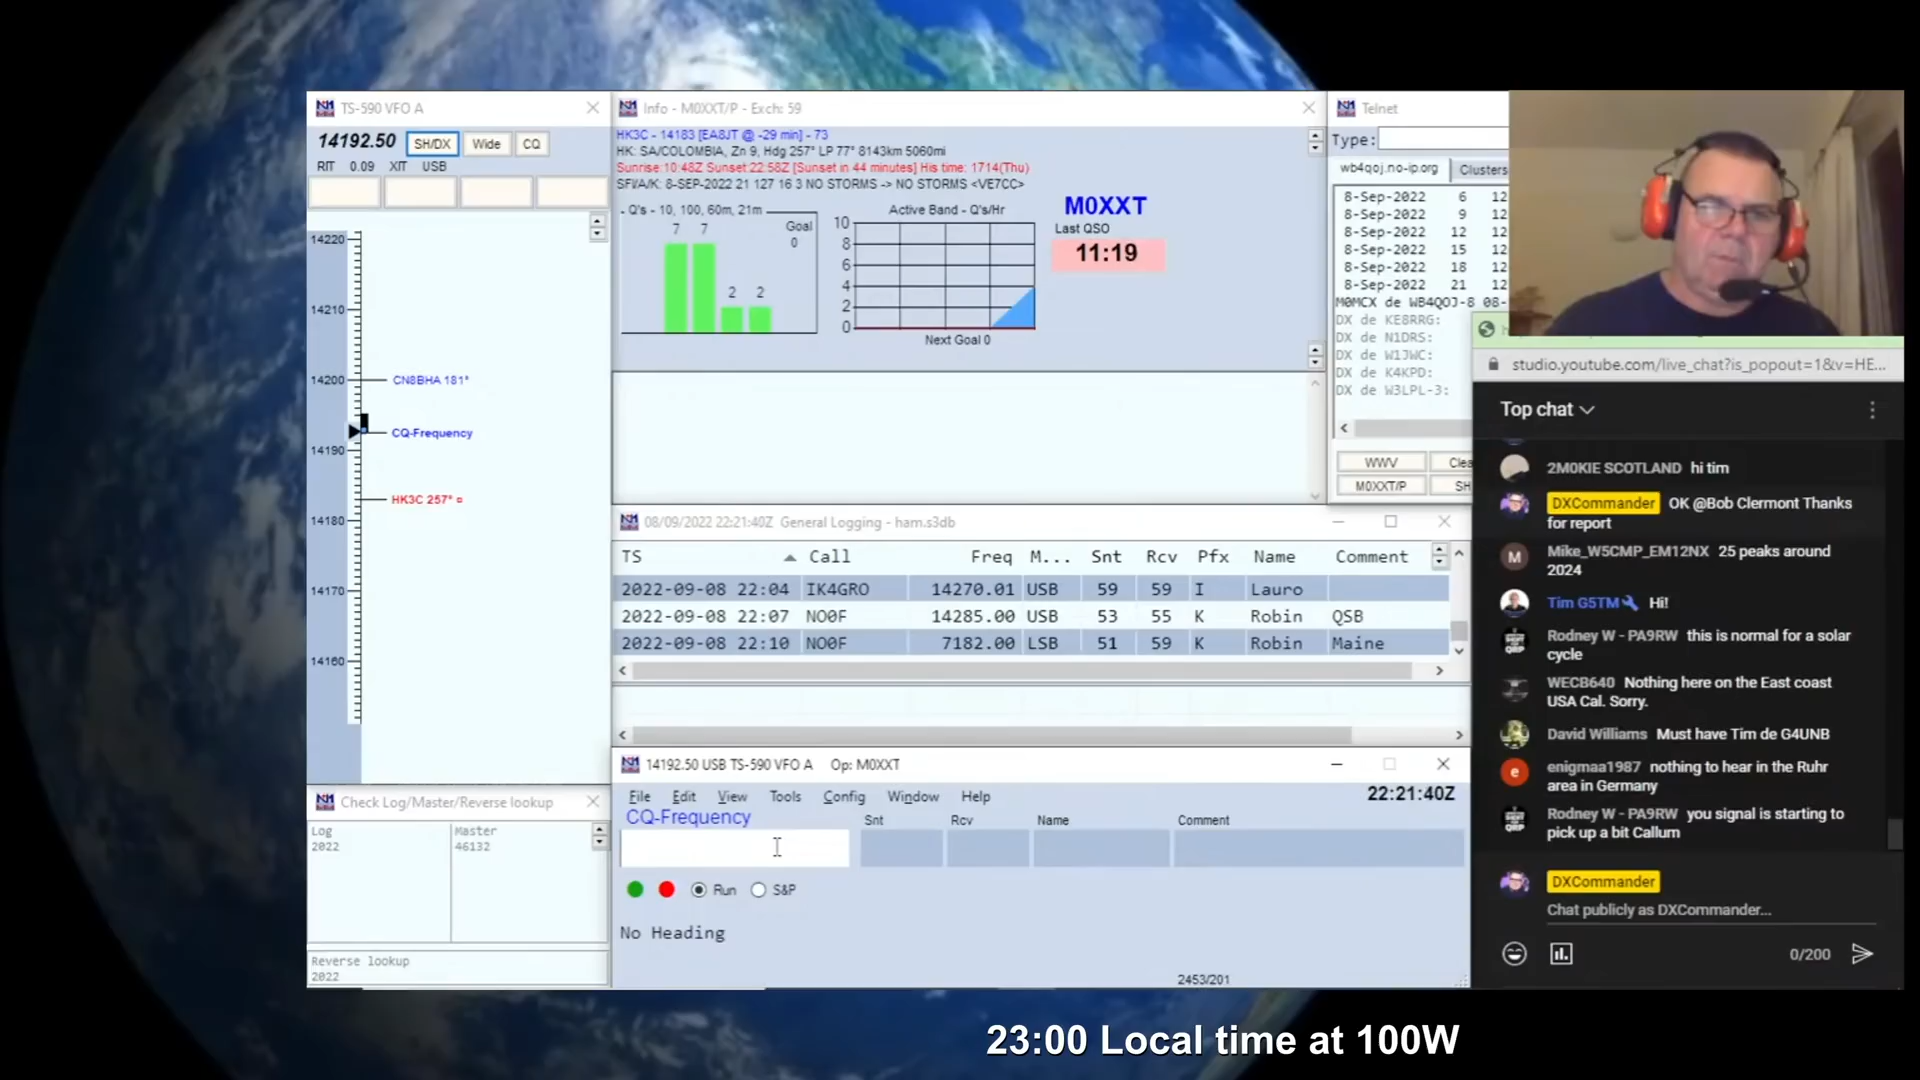 TS-590 VFO A
14192.50 SH/DX Wide CQ
RIT 0.09 XIT USB
14220
14210
14200 CN8BHA 181°
CQ-Frequency
14190
HK3C 257° ¤
14180
14170
14160
Info - M0XXT/P - Exch: 59
HK3C - 14183 [EA8JT @ -29 min] - 73
HK: SA/COLOMBIA, Zn 9, Hdg 257° LP 77° 8143km 5060mi
Sunrise:10:48Z Sunset:22:58Z [Sunset in 44 minutes] His time: 1714(Thu)
SFI/A/K: 8-SEP-2022 21 127 16 3 NO STORMS -> NO STORMS <VE7CC>
Q's - 10, 100, 60m, 21m
7 7 2 2
Goal
0
Active Band - Q's/Hr
10
8
6
4
2
0
Next Goal 0
M0XXT
Last QSO
11:19
Telnet
Type:
wb4qoj.no-ip.org Clusters
8-Sep-2022 6 12
8-Sep-2022 9 12
8-Sep-2022 12 12
8-Sep-2022 15 12
8-Sep-2022 18 12
8-Sep-2022 21 12
M0MCX de WB4QOJ-8 08-
DX de KE8RRG:
DX de N1DRS:
DX de W1JWC:
DX de K4KPD:
DX de W3LPL-3:
WWV Clea
M0XXT/P SH
08/09/2022 22:21:40Z General Logging - ham.s3db
TS Call Freq M... Snt Rcv Pfx Name Comment
2022-09-08 22:04 IK4GRO 14270.01 USB 59 59 I Lauro
2022-09-08 22:07 NO0F 14285.00 USB 53 55 K Robin QSB
2022-09-08 22:10 NO0F 7182.00 LSB 51 59 K Robin Maine
14192.50 USB TS-590 VFO A Op: M0XXT
File Edit View Tools Config Window Help 22:21:40Z
CQ-Frequency Snt Rcv Name Comment
Run S&P
No Heading
2453/201
Check Log/Master/Reverse lookup
Log
2022
Master
46132
Reverse lookup
2022
studio.youtube.com/live_chat?is_popout=1&v=HE...
Top chat
2M0KIE SCOTLAND hi tim
DXCommander OK @Bob Clermont Thanks
for report
M Mike_W5CMP_EM12NX 25 peaks around
2024
Tim G5TM Hi!
Rodney W - PA9RW this is normal for a solar
cycle
WECB640 Nothing here on the East coast
USA Cal. Sorry.
David Williams Must have Tim de G4UNB
e enigmaa1987 nothing to hear in the Ruhr
area in Germany
Rodney W - PA9RW you signal is starting to
pick up a bit Callum
DXCommander
Chat publicly as DXCommander...
0/200
23:00 Local time at 100W